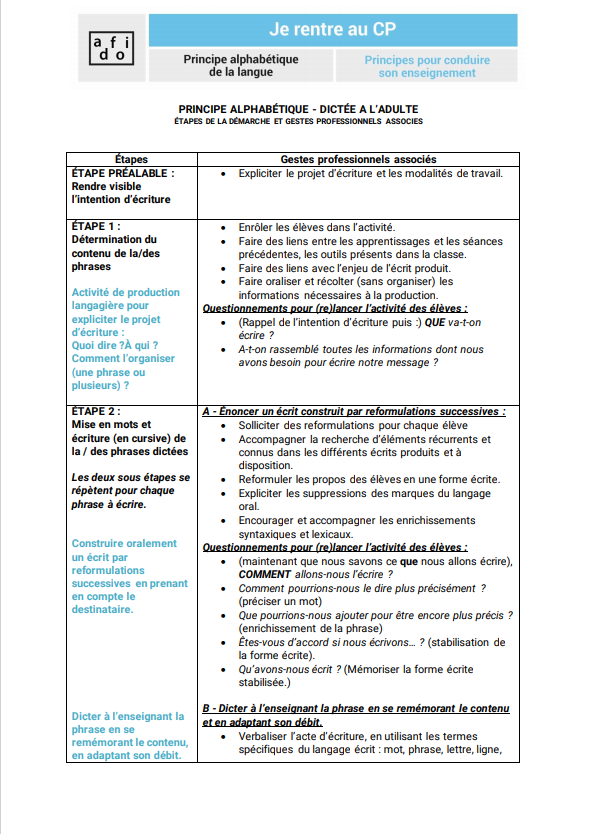 a f i
d o
Je rentre au CP
Principe alphabétique
de la langue
Principes pour conduire
son enseignement
PRINCIPE ALPHABÉTIQUE - DICTÉE A L'ADULTE
ÉTAPES DE LA DÉMARCHE ET GESTES PROFESSIONNELS ASSOCIES
Étapes
Gestes professionnels associés
ÉTAPE PRÉALABLE :
Rendre visible
l'intention d'écriture
• Expliciter le projet d'écriture et les modalités de travail.
ÉTAPE 1 :
Détermination du
contenu de la/des
phrases
Activité de production
langagière pour
expliciter le projet
d'écriture :
Quoi dire ?À qui ?
Comment l'organiser
(une phrase ou
plusieurs) ?
• Enrôler les élèves dans l'activité.
• Faire des liens entre les apprentissages et les séances
précédentes, les outils présents dans la classe.
• Faire des liens avec l'enjeu de l'écrit produit.
• Faire oraliser et récolter (sans organiser) les
informations nécessaires à la production.
Questionnements pour (re)lancer l'activité des élèves :
• (Rappel de l'intention d'écriture puis :) QUE va-t-on
écrire ?
• A-t-on rassemblé toutes les informations dont nous
avons besoin pour écrire notre message ?
ÉTAPE 2 :
Mise en mots et
écriture (en cursive) de
la / des phrases dictées
Les deux sous étapes se
répètent pour chaque
phrase à écrire.
Construire oralement
un écrit par
reformulations
successives en prenant
en compte le
destinataire.
Dicter à l'enseignant la
phrase en se
remémorant le contenu,
en adaptant son débit.
A - Énoncer un écrit construit par reformulations successives :
• Solliciter des reformulations pour chaque élève
• Accompagner la recherche d'éléments récurrents et
connus dans les différents écrits produits et à
disposition.
• Reformuler les propos des élèves en une forme écrite.
• Expliciter les suppressions des marques du langage
oral.
• Encourager et accompagner les enrichissements
syntaxiques et lexicaux.
Questionnements pour (re)lancer l'activité des élèves :
• (maintenant que nous savons ce que nous allons écrire),
COMMENT allons-nous l'écrire ?
• Comment pourrions-nous le dire plus précisément ?
(préciser un mot)
• Que pourrions-nous ajouter pour être encore plus précis ?
(enrichissement de la phrase)
• Êtes-vous d'accord si nous écrivons… ? (stabilisation de
la forme écrite).
• Qu'avons-nous écrit ? (Mémoriser la forme écrite
stabilisée.)
B - Dicter à l'enseignant la phrase en se remémorant le contenu
et en adaptant son débit.
• Verbaliser l'acte d'écriture, en utilisant les termes
spécifiques du langage écrit : mot, phrase, lettre, ligne,